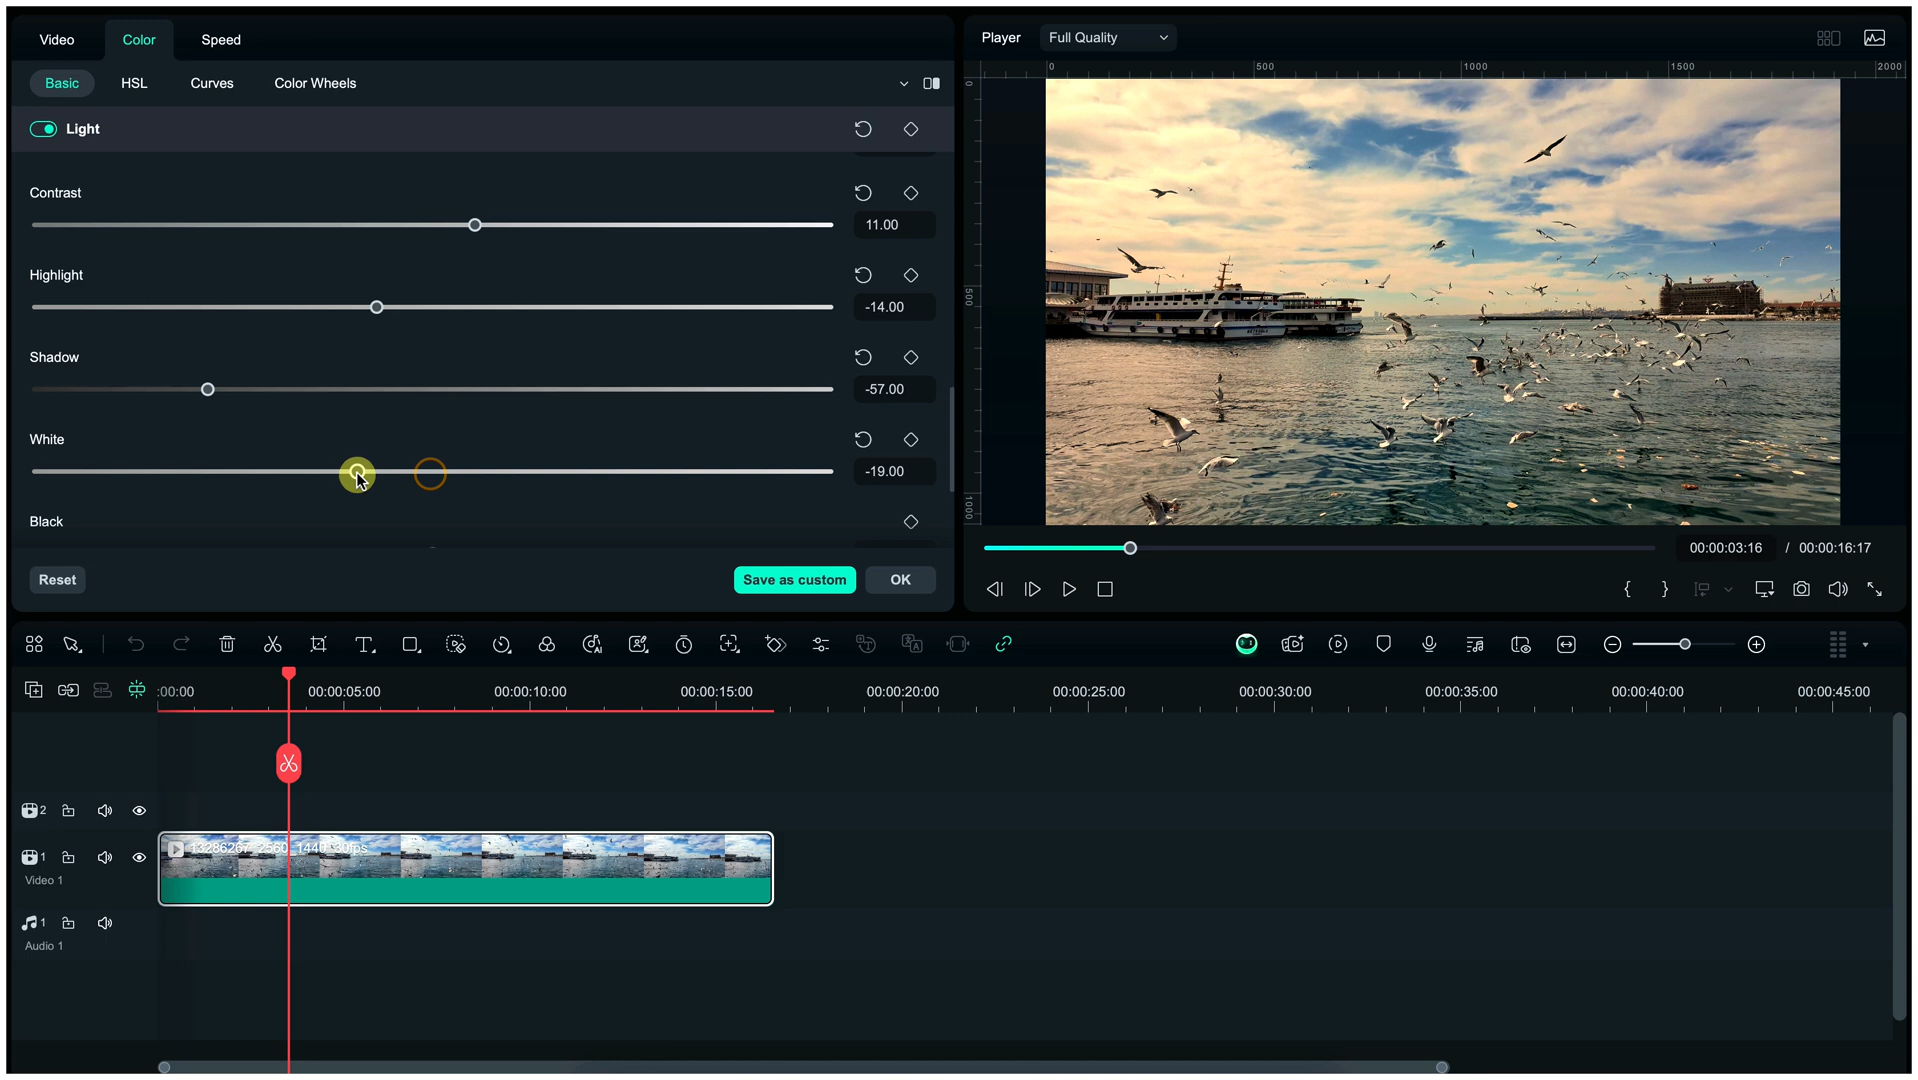 Video Color Speed
Basic HSL Curves Color Wheels
Light
Contrast
11.00
Highlight
-14.00
Shadow
-57.00
White
-19.00
Black
Reset Save as custom OK
Player Full Quality
0 500 1000 1500 2000
0
500
1000
00:00:03:16 / 00:00:16:17
:00:00 00:00:05:00 00:00:10:00 00:00:15:00 00:00:20:00 00:00:25:00 00:00:30:00 00:00:35:00 00:00:40:00 00:00:45:00
2
1
13286267 2560 1440 30fps
Video 1
1
Audio 1